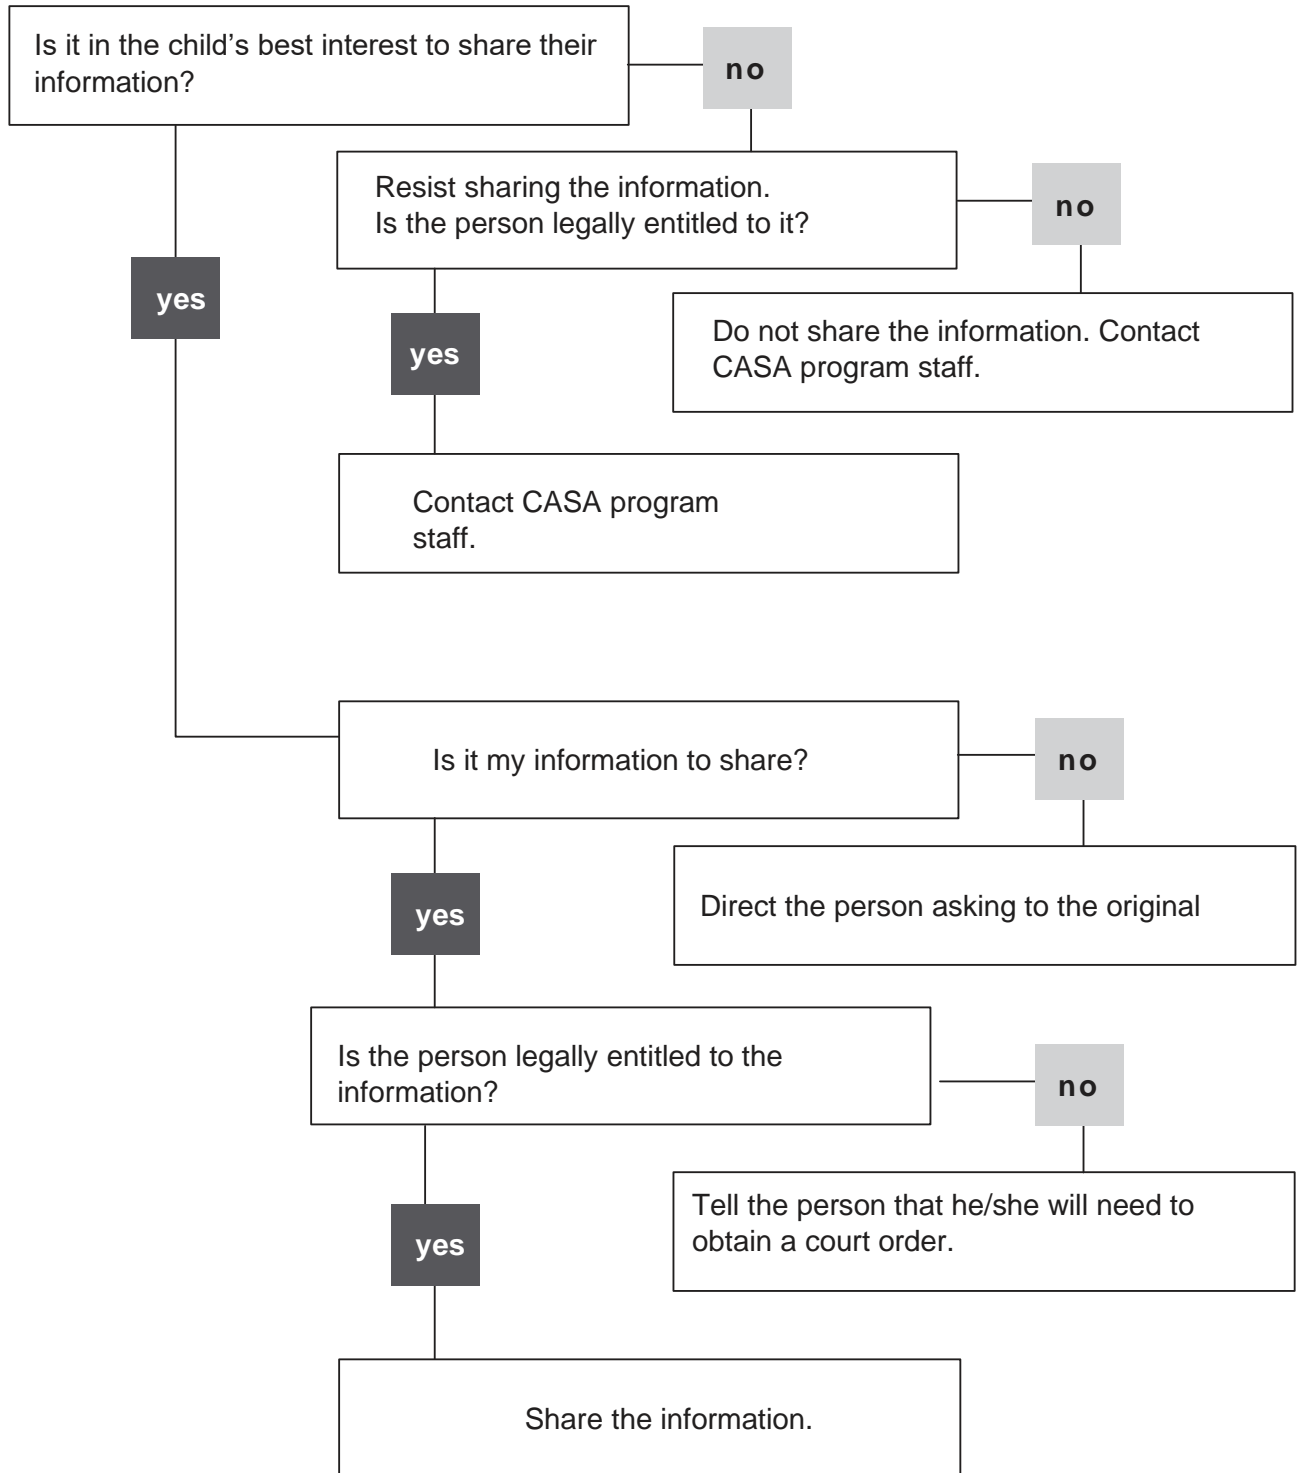 Is it in the child’s best interest to share their
information?
no
Resist sharing the information.
Is the person legally entitled to it?
no
yes
Do not share the information. Contact
CASA program staff.
yes
Contact CASA program
staff.
Is it my information to share?
no
yes
Direct the person asking to the original
Is the person legally entitled to the
information?
no
yes
Tell the person that he/she will need to
obtain a court order.
Share the information.